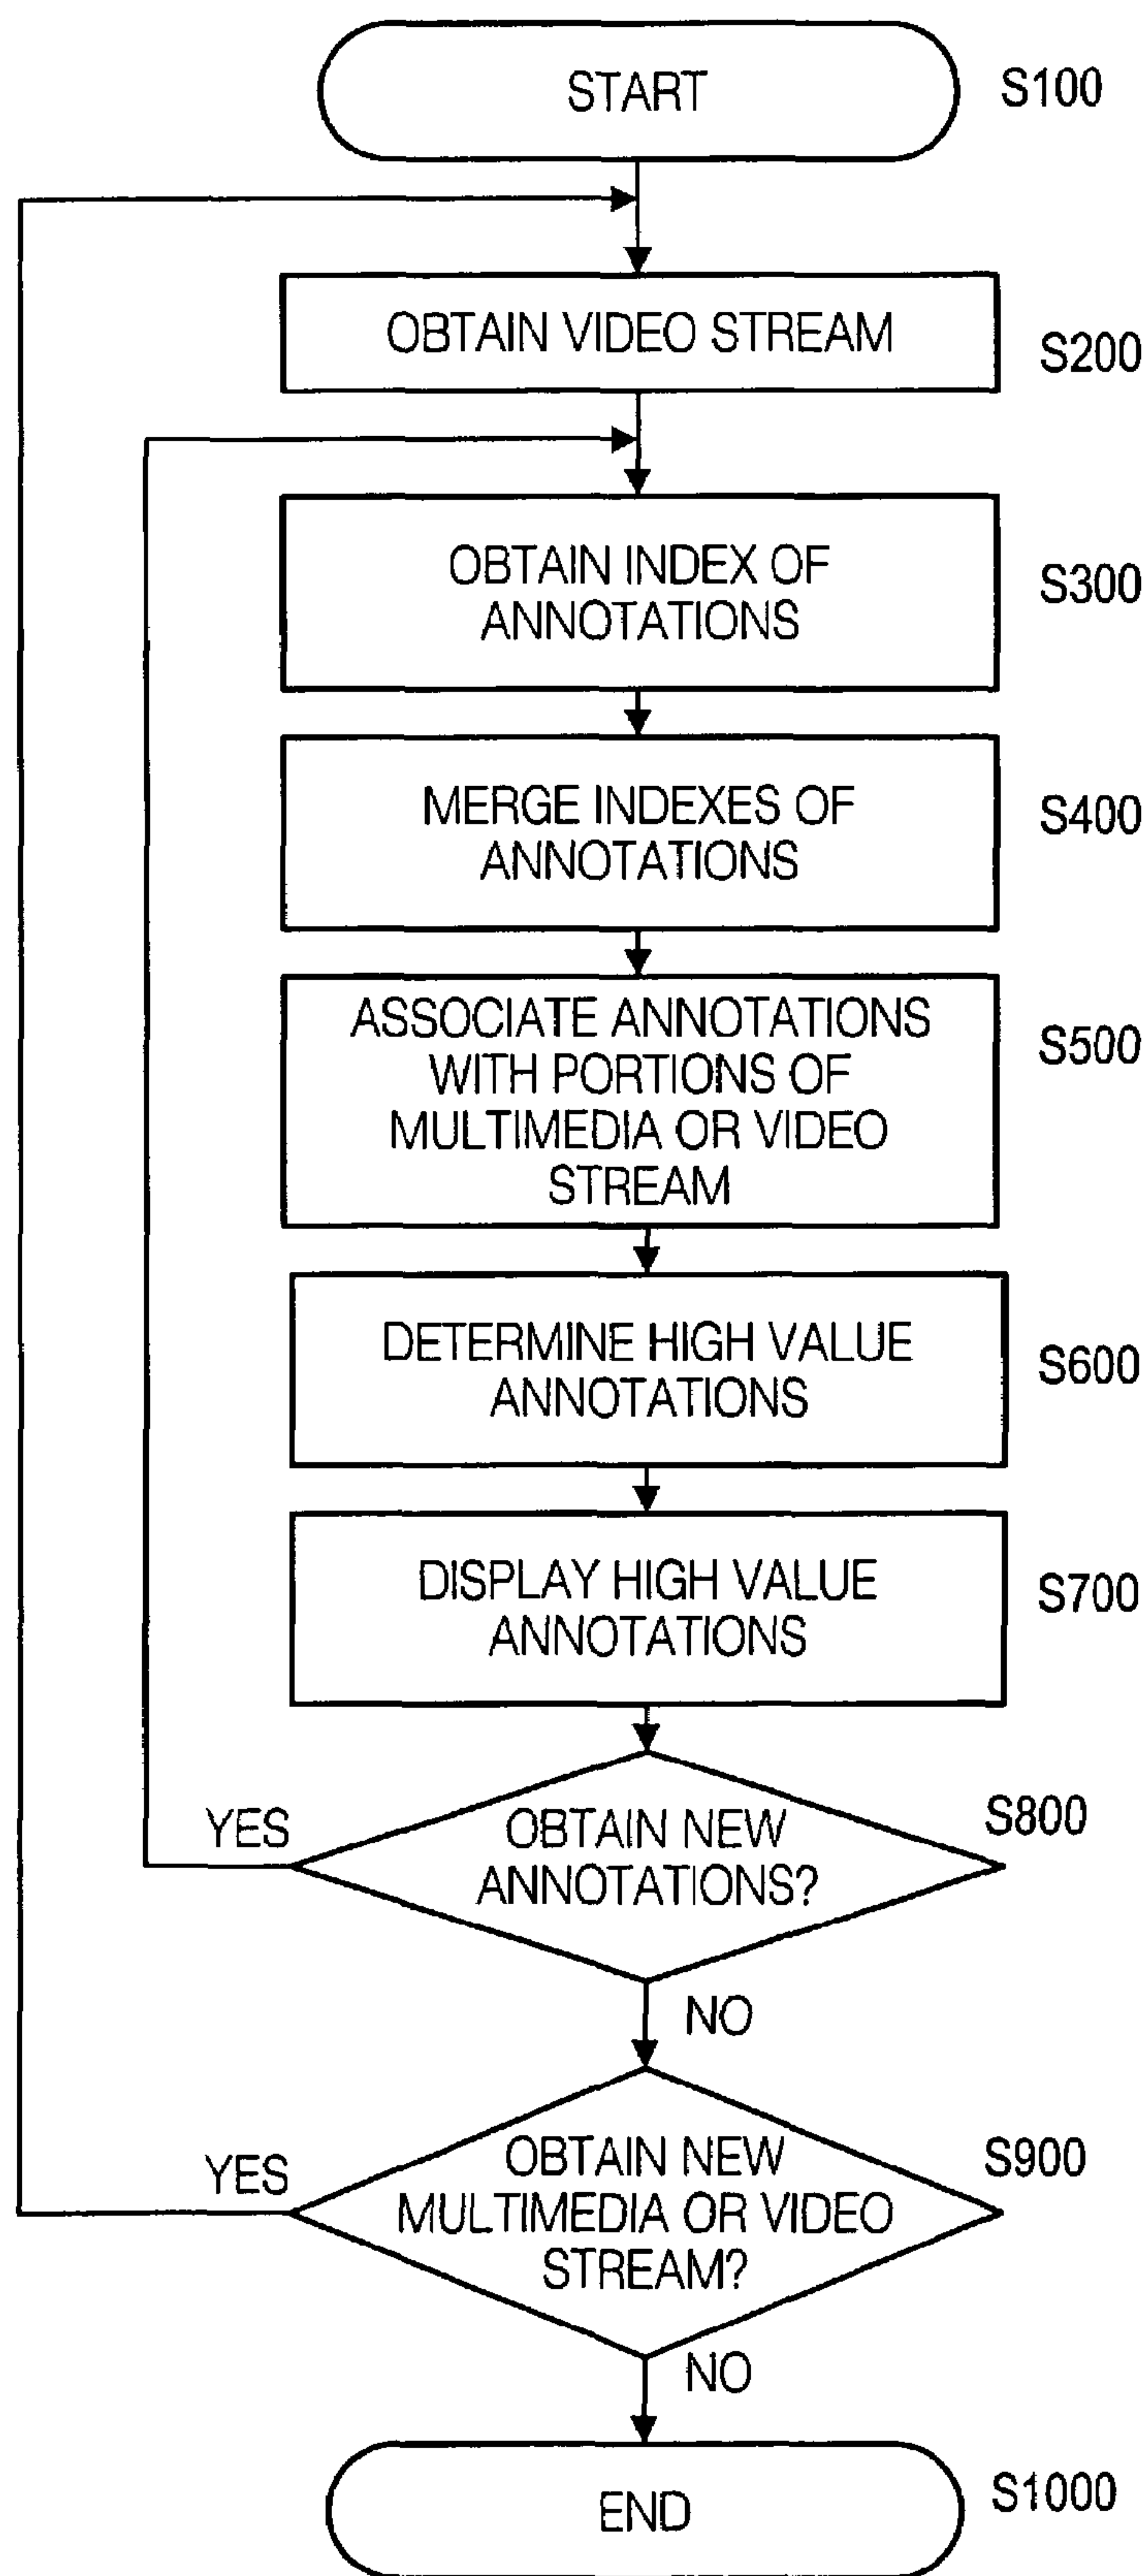 START
S100
OBTAIN VIDEO STREAM
S200
OBTAIN INDEX OF
ANNOTATIONS
S300
MERGE INDEXES OF
ANNOTATIONS
S400
ASSOCIATE ANNOTATIONS
WITH PORTIONS OF
MULTIMEDIA OR VIDEO
STREAM
S500
DETERMINE HIGH VALUE
ANNOTATIONS
S600
DISPLAY HIGH VALUE
ANNOTATIONS
S700
YES
OBTAIN NEW
ANNOTATIONS?
S800
NO
YES
OBTAIN NEW
MULTIMEDIA OR VIDEO
STREAM?
S900
NO
END
S1000